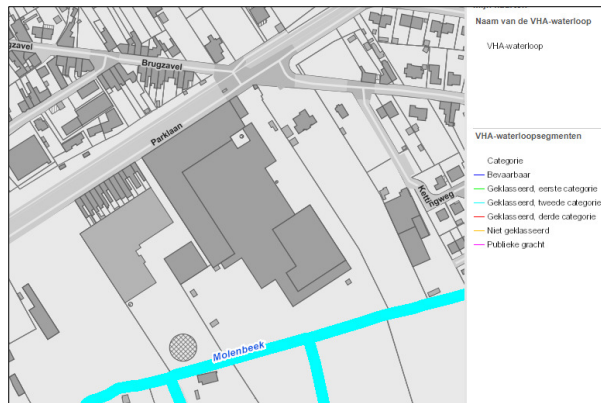 Naam van de VHA-waterloop
VHA-waterloop
VHA-waterloopsegmenten
Categorie
Bevaarbaar
Geklasseerd, eerste categorie
Geklasseerd, tweede categorie
Geklasseerd, derde categorie
Niet geklasseerd
Publieke gracht
Brugzavel
Parklaan
Kettingweg
Molenbeek